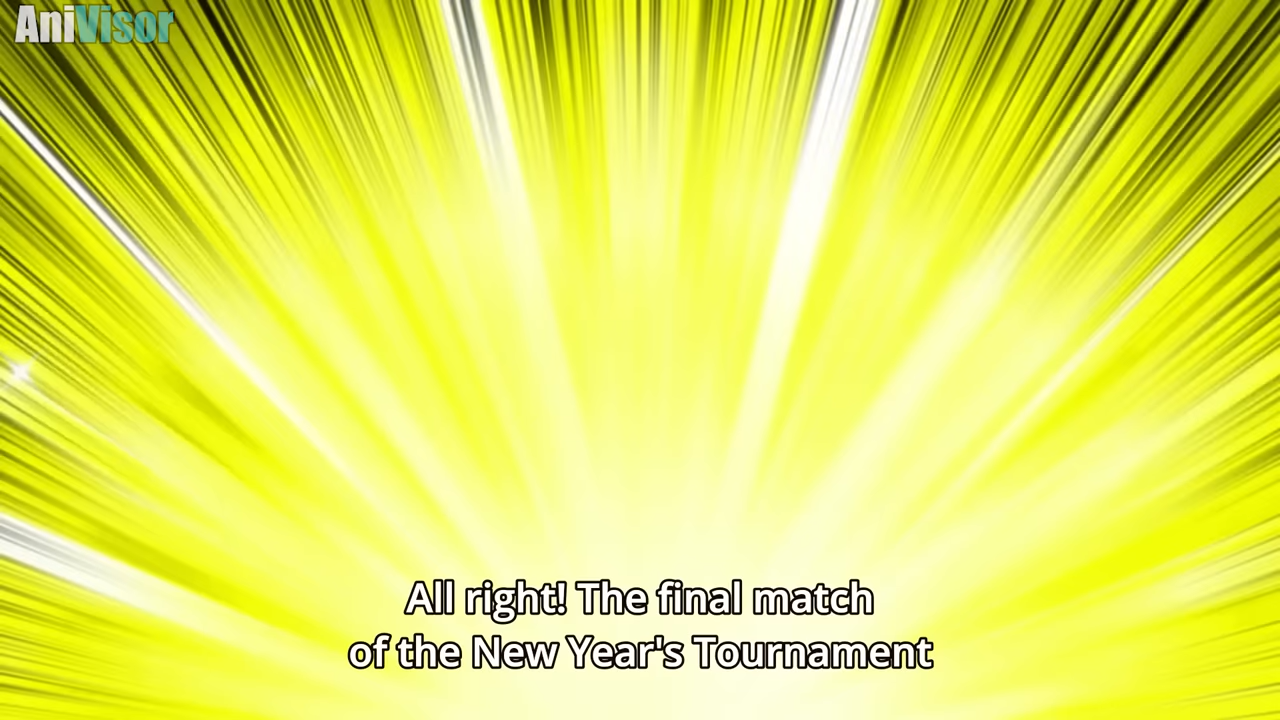 AniVisor
All right! The final match
of the New Year's Tournament